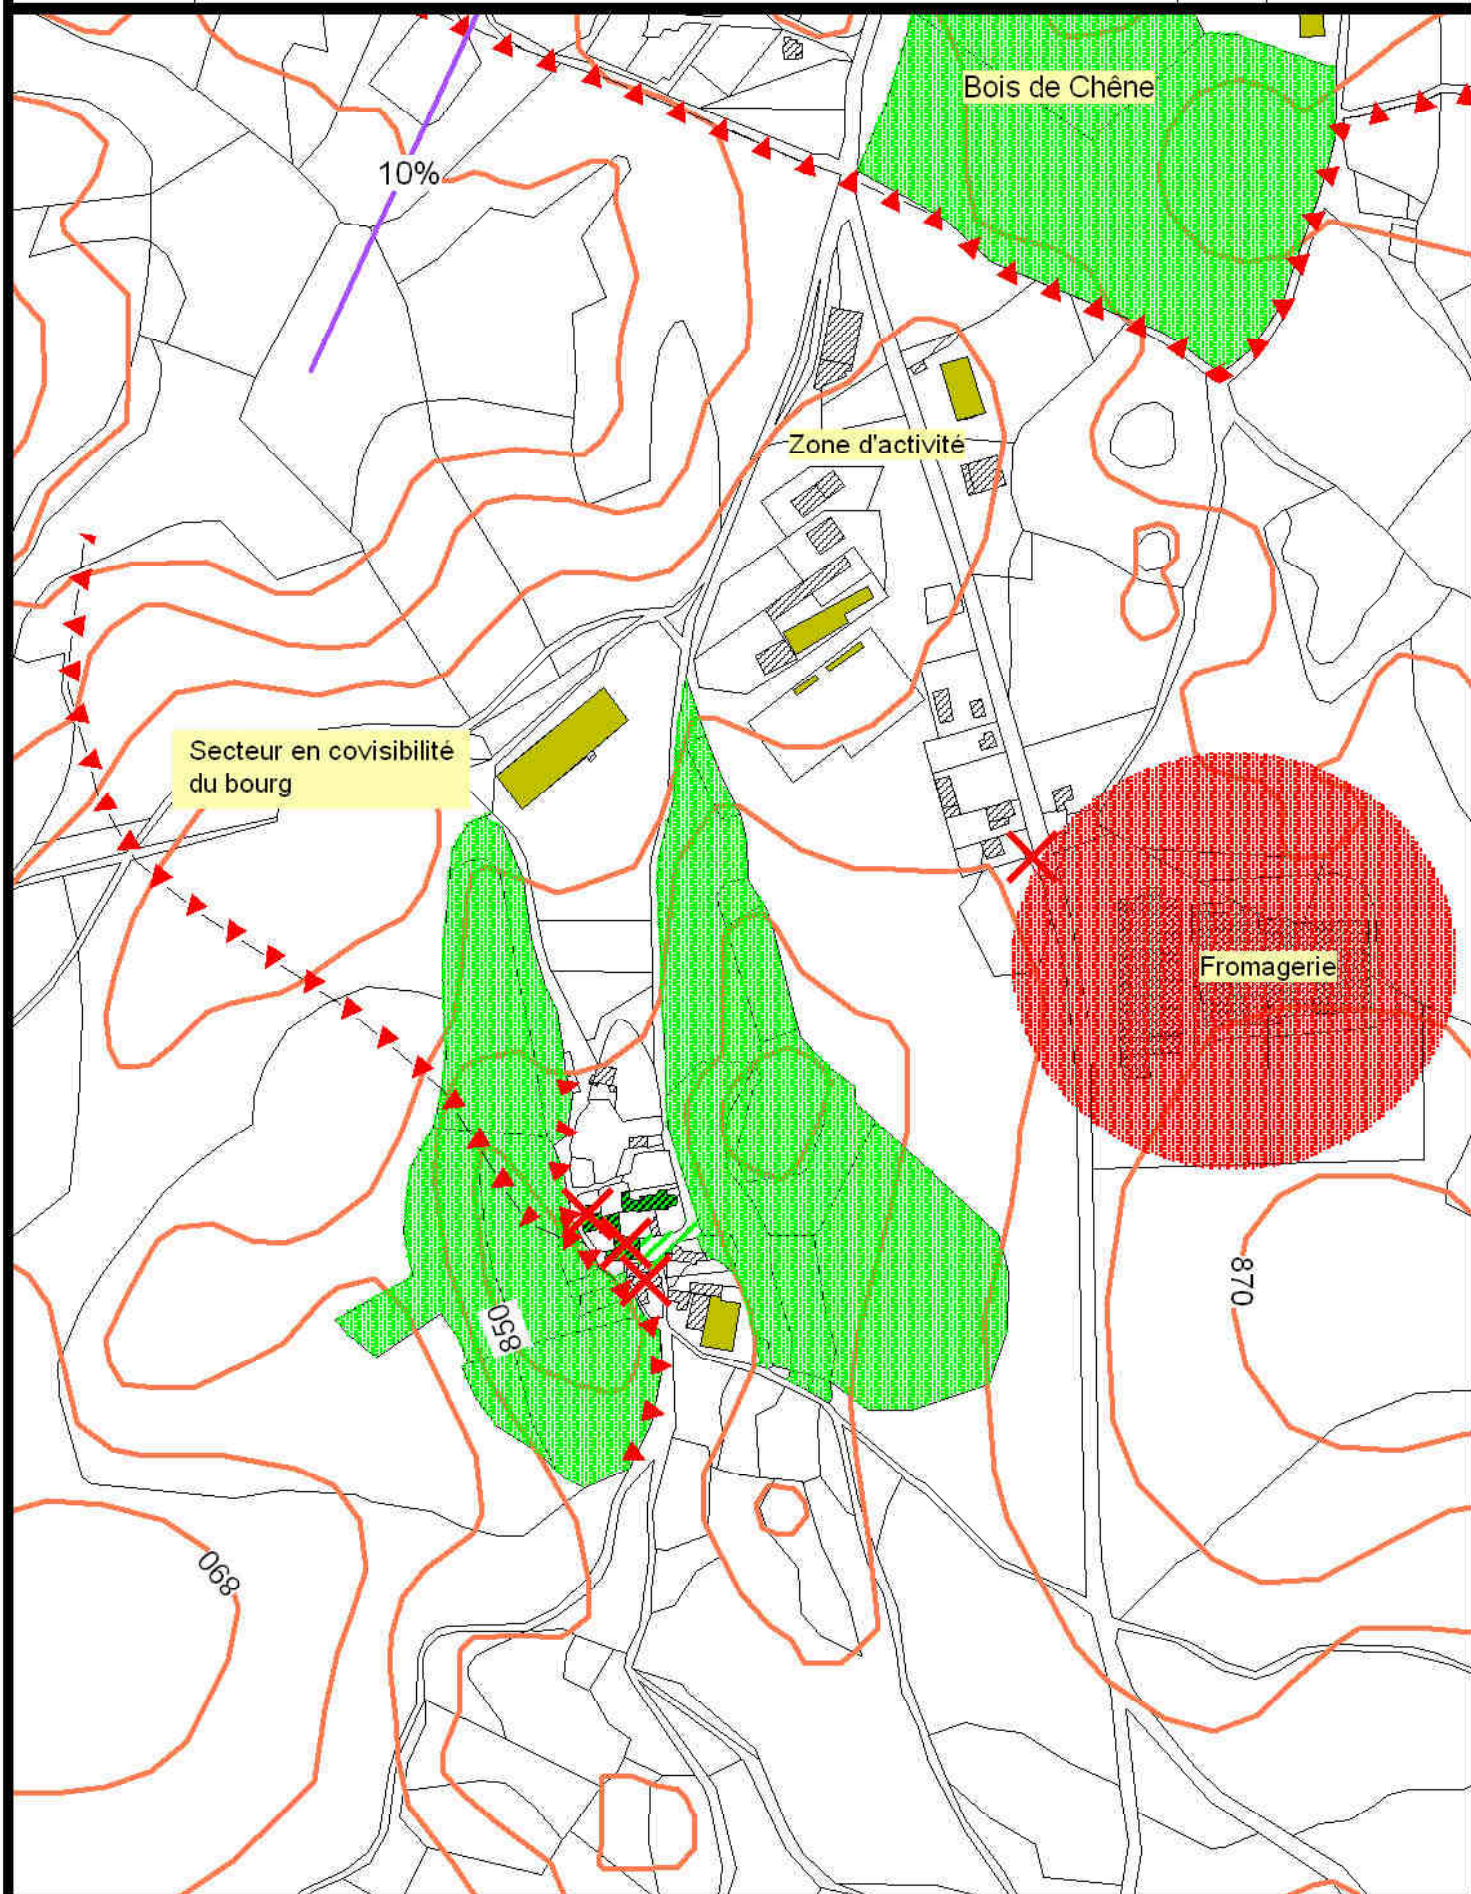 Bois de Chêne
10%
Zone d'activité
Secteur en covisibilité
du bourg
Fromagerie
870
850
890